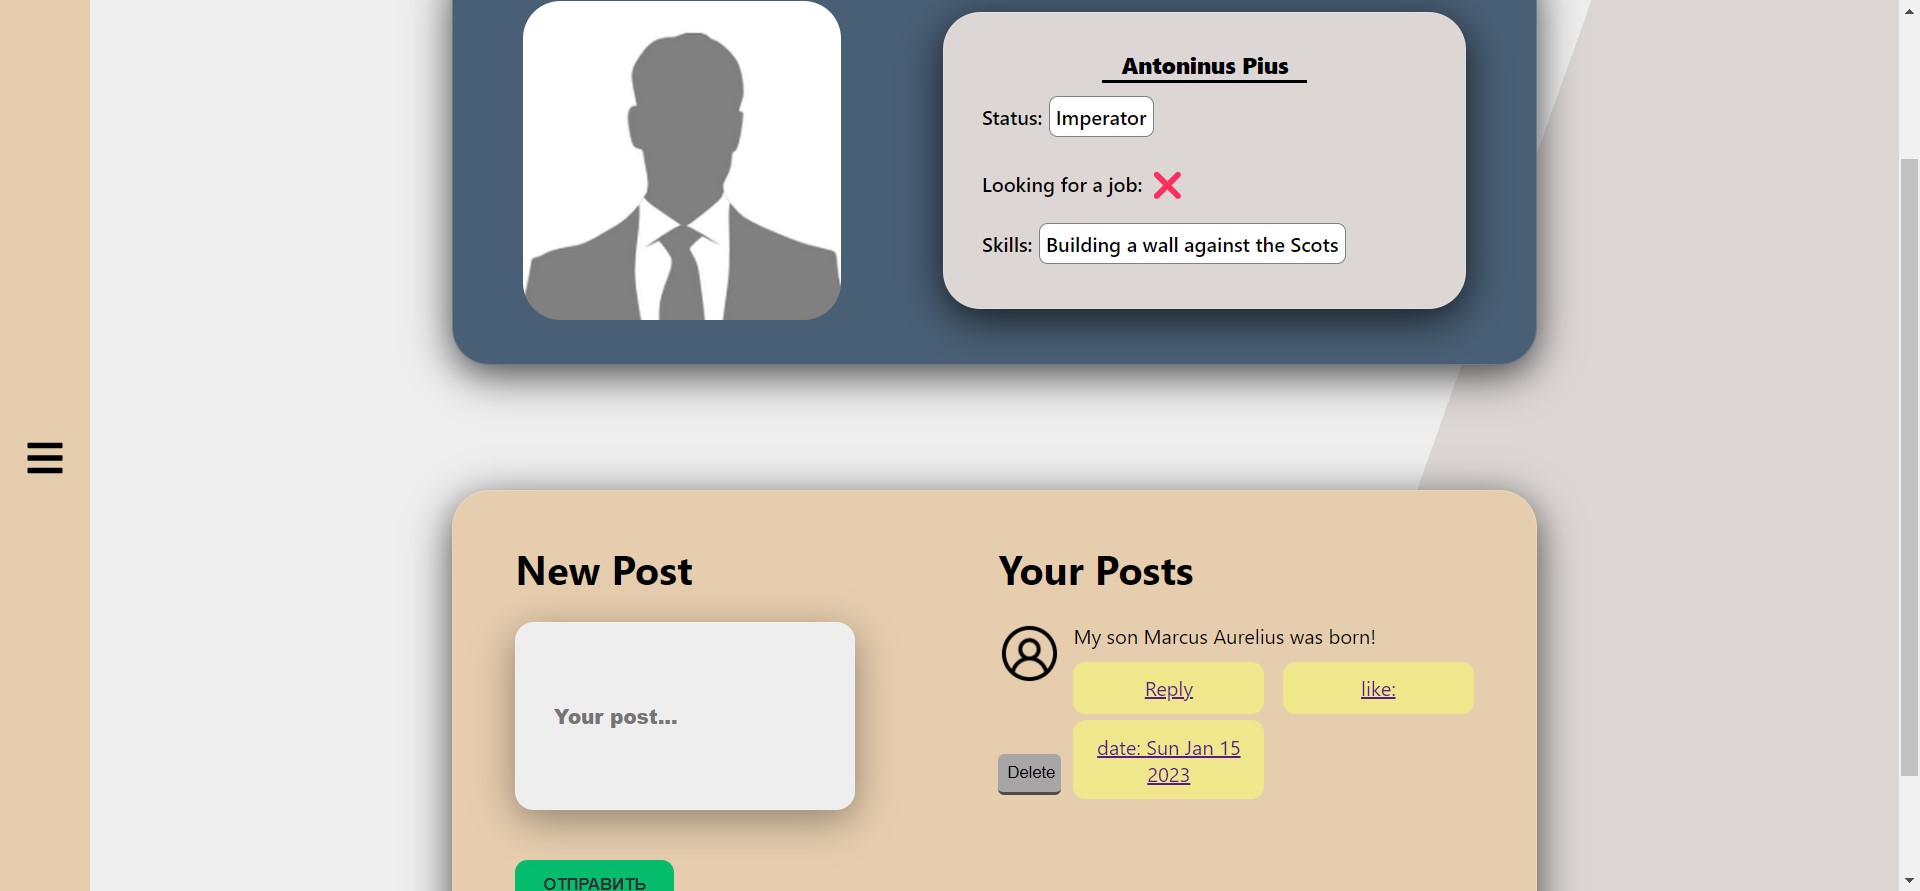 Antoninus Pius
Status: Imperator
Looking for a job: ❌
Skills: Building a wall against the Scots
New Post
Your post...
ОТПРАВИТЬ
Your Posts
My son Marcus Aurelius was born!
Reply
like:
date: Sun Jan 15
2023
Delete